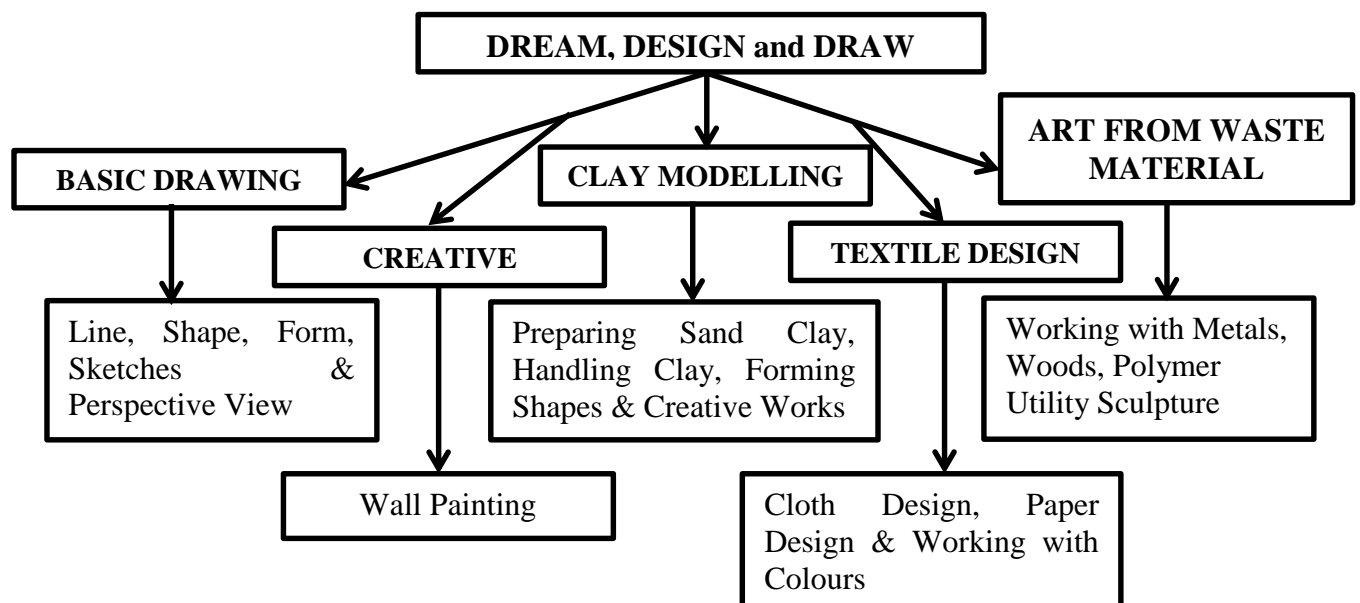 DREAM, DESIGN and DRAW
BASIC DRAWING
CREATIVE
CLAY MODELLING
TEXTILE DESIGN
ART FROM WASTE
MATERIAL
Line, Shape, Form,
Sketches &
Perspective View
Wall Painting
Preparing Sand Clay,
Handling Clay, Forming
Shapes & Creative Works
Cloth Design, Paper
Design & Working with
Colours
Working with Metals,
Woods, Polymer
Utility Sculpture